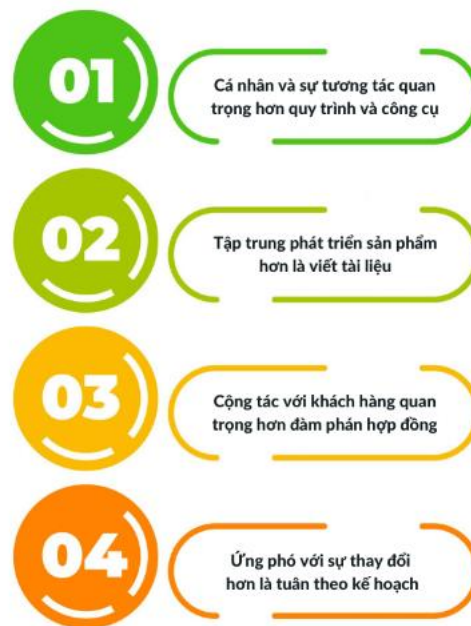 01
Cá nhân và sự tương tác quan
trọng hơn quy trình và công cụ
02
Tập trung phát triển sản phẩm
hơn là viết tài liệu
03
Cộng tác với khách hàng quan
trọng hơn đàm phán hợp đồng
04
Ứng phó với sự thay đổi
hơn là tuân theo kế hoạch